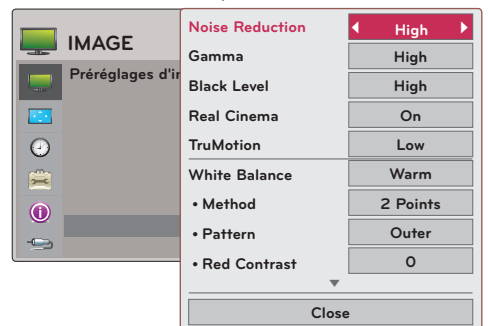 IMAGE
Préréglages d'ir
Noise Reduction High
Gamma High
Black Level High
Real Cinema On
TruMotion Low
White Balance Warm
• Method 2 Points
• Pattern Outer
• Red Contrast 0
Close